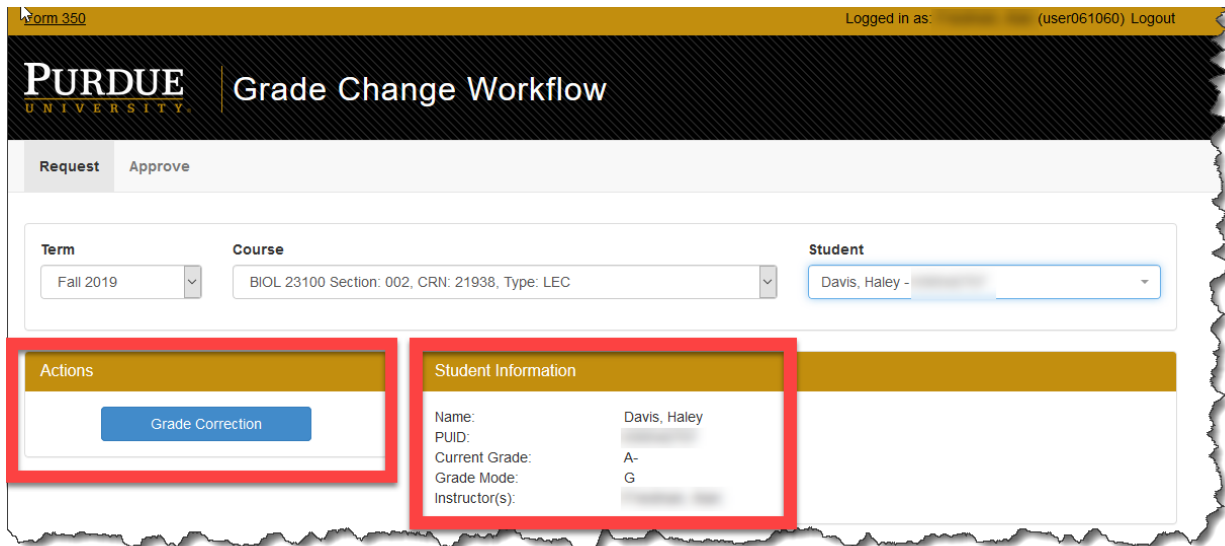 Form 350 Logged in as: (user061060) Logout
PURDUE UNIVERSITY. Grade Change Workflow
Request Approve
Term Course Student
Fall 2019 BIOL 23100 Section: 002, CRN: 21938, Type: LEC Davis, Haley -
Actions Student Information
Grade Correction
Name: Davis, Haley
PUID:
Current Grade: A-
Grade Mode: G
Instructor(s):